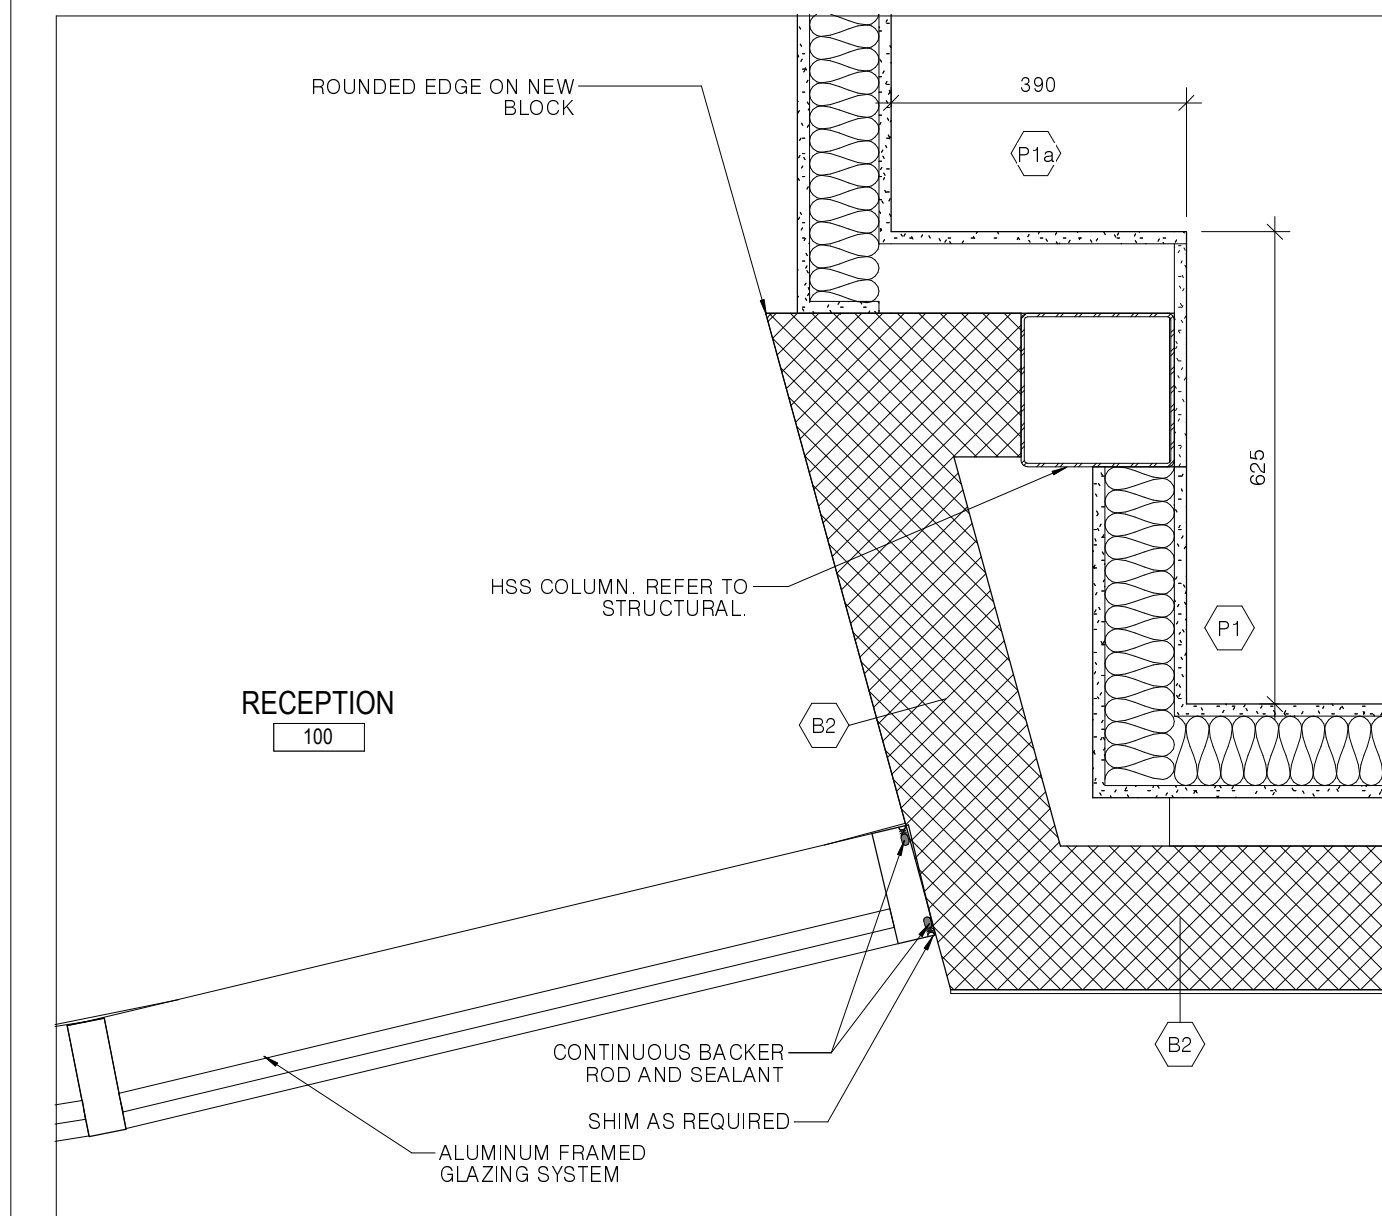 ROUNDED EDGE ON NEW
BLOCK
390
P1a
625
HSS COLUMN. REFER TO
STRUCTURAL.
P1
RECEPTION
100
B2
CONTINUOUS BACKER
ROD AND SEALANT
B2
SHIM AS REQUIRED
ALUMINUM FRAMED
GLAZING SYSTEM